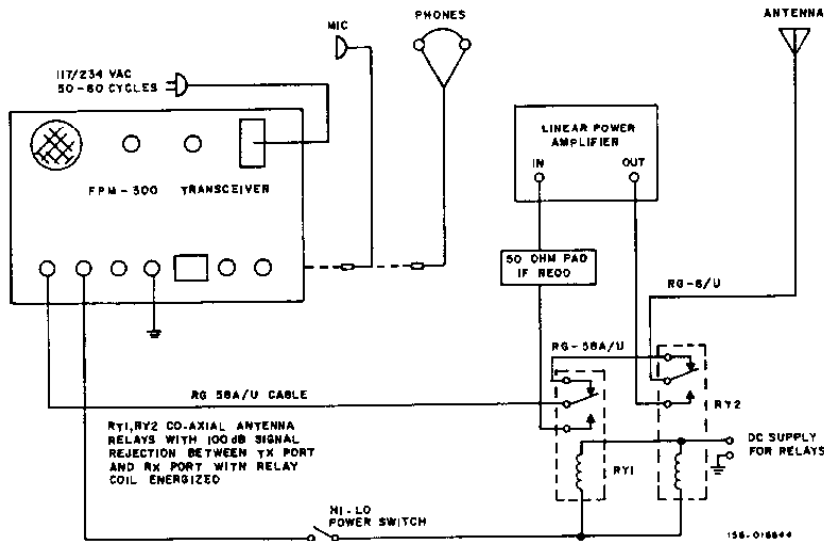 PHONES
ANTENNA
MIC
117/234 VAC
50-60 CYCLES
LINEAR POWER
AMPLIFIER
IN
OUT
FPM-300 TRANSCEIVER
50 OHM PAD
IF REQD
RG-8/U
RG-58A/U
RG 58A/U CABLE
RY2
RY1, RY2 CO-AXIAL ANTENNA
RELAYS WITH 100 dB SIGNAL
REJECTION BETWEEN TX PORT
AND RX PORT WITH RELAY
COIL ENERGIZED
DC SUPPLY
FOR RELAYS
RY1
HI-LO
POWER SWITCH